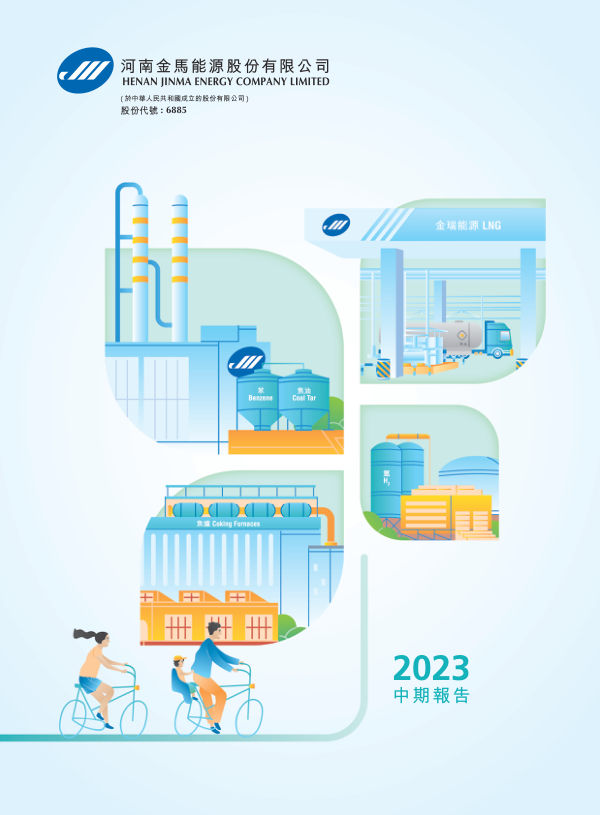 河南金馬能源股份有限公司
HENAN JINMA ENERGY COMPANY LIMITED
(於中華人民共和國成立的股份有限公司)
股份代號 : 6885
金瑞能源 LNG
苯
Benzene
焦油
Coal Tar
氫
H₂
焦爐 Coking Furnaces
2023
中期報告